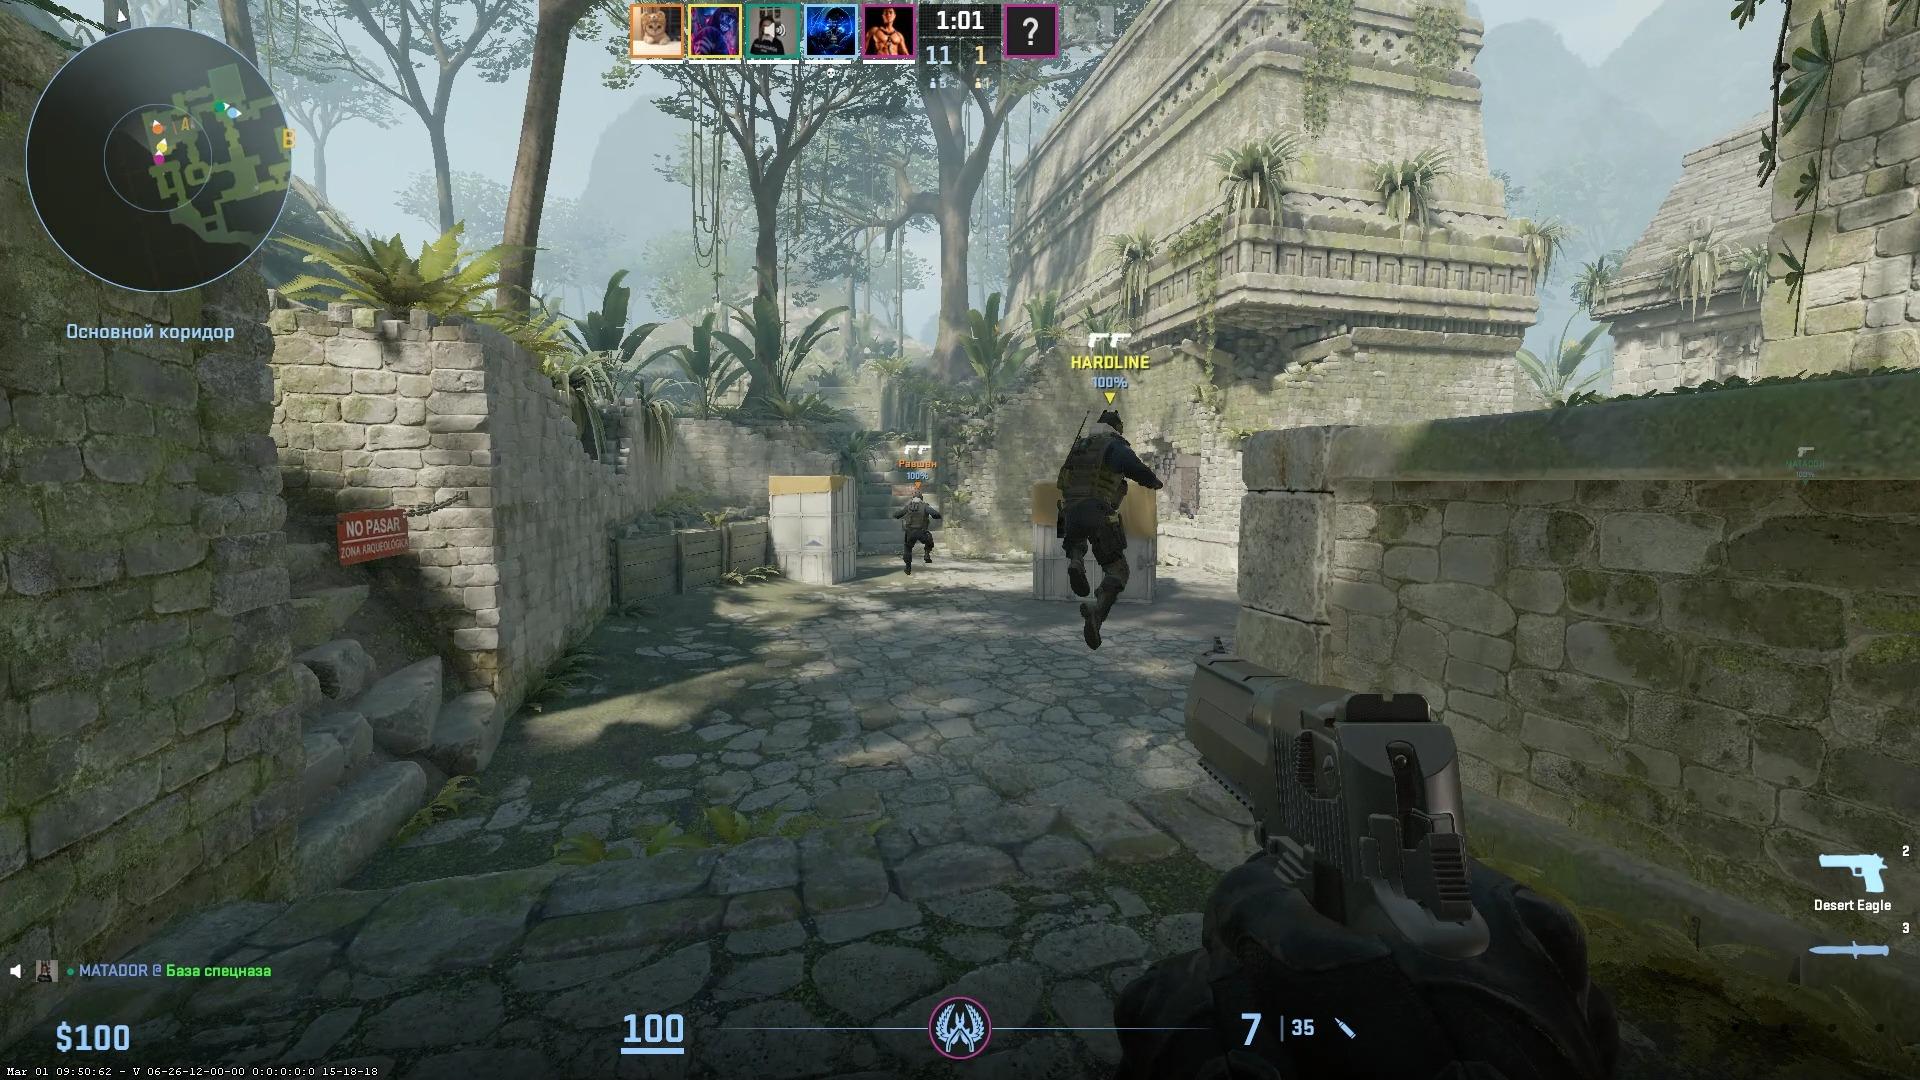 1:01
11 1
5
?
A
B
Основной коридор
HARDLINE
100%
Равшан
100%
MATADOR
100%
NO PASAR
ZONA ARQUEOLÓGICA
2
Desert Eagle
3
MATADOR @ База спецназа
$100
100
7 | 35
Mar 01 09:50:62 - V 06-26-12-00-00 0:0:0:0:0 15-18-18